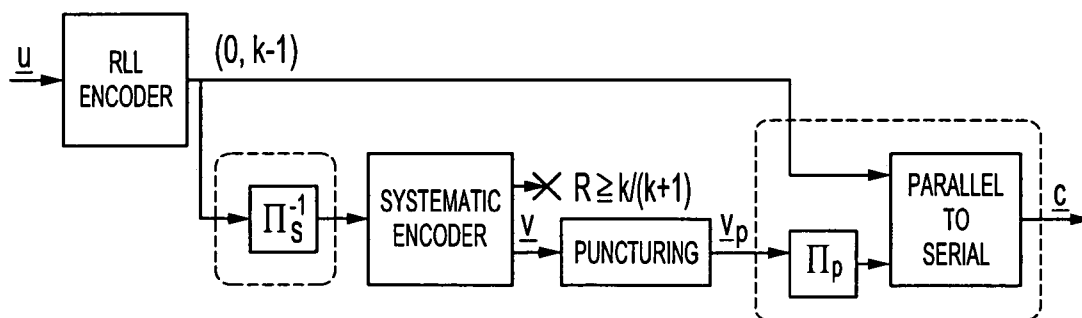 u
RLL
ENCODER
(0, k-1)
Π_S^-1
SYSTEMATIC
ENCODER
R ≧ k/(k+1)
v
PUNCTURING
v_p
Π_p
PARALLEL
TO
SERIAL
c